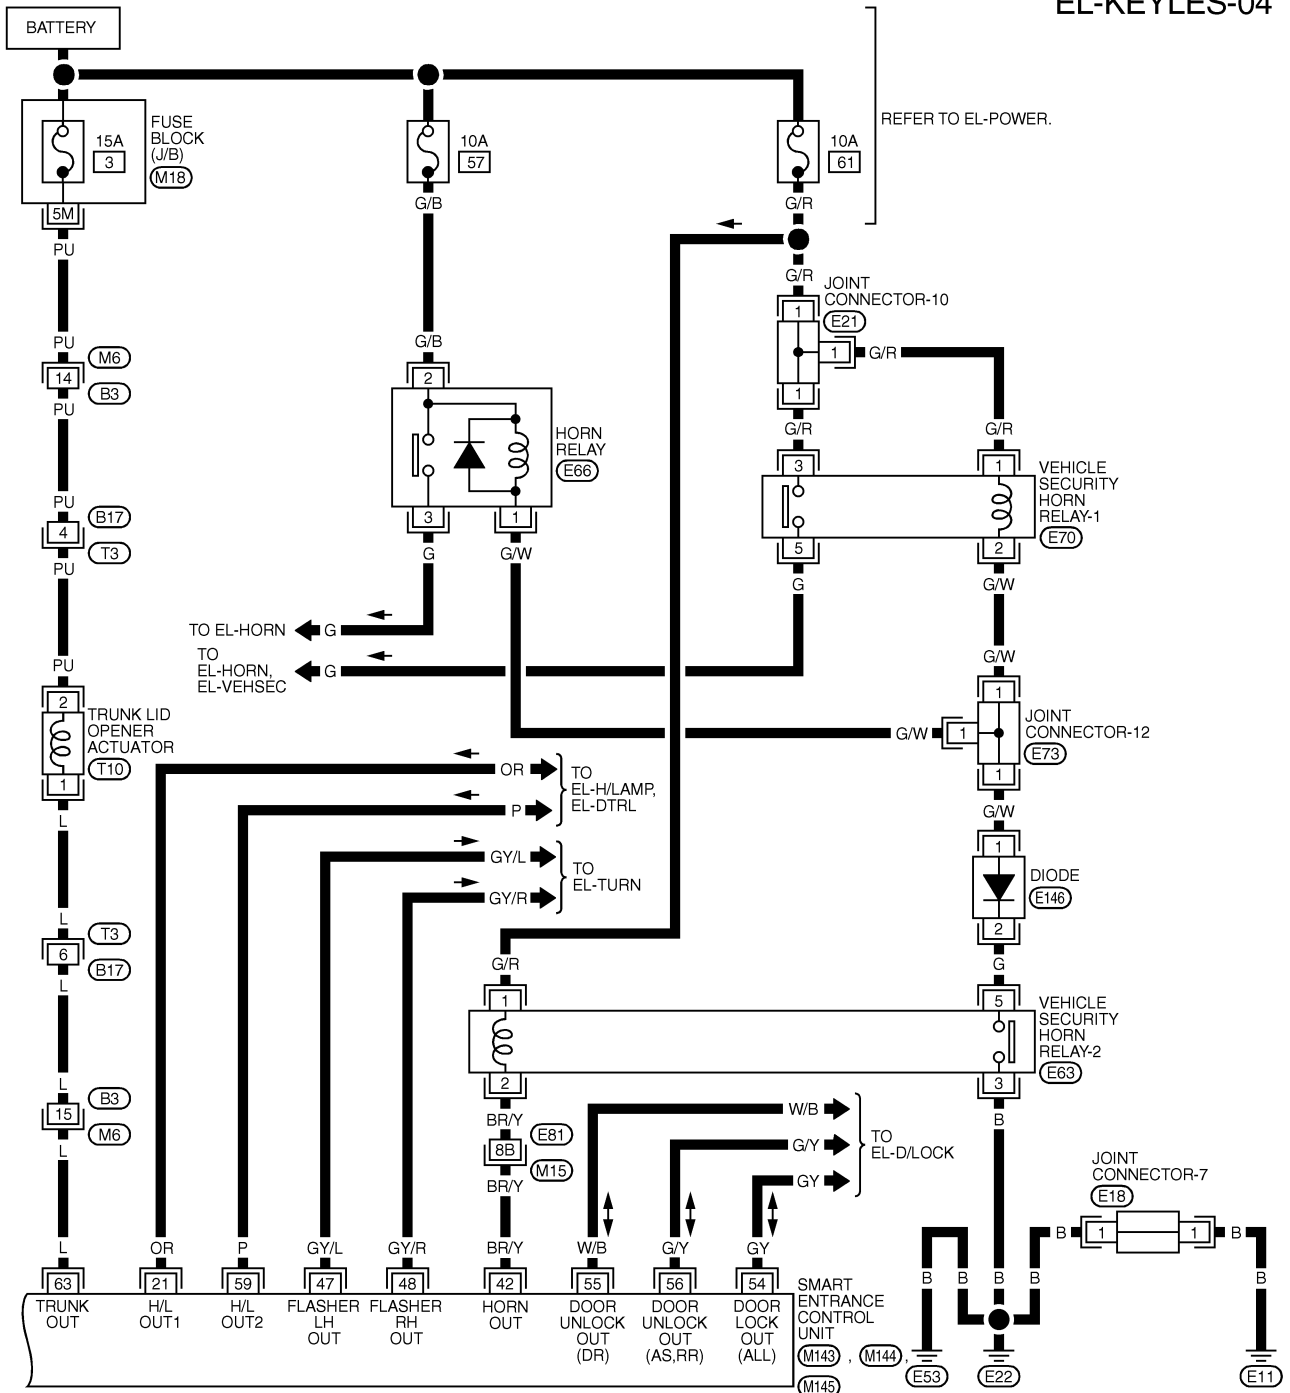 EL-KEYLES-04
BATTERY
REFER TO EL-POWER.
FUSE
BLOCK
(J/B)
M18
15A
3
10A
57
10A
61
5M
G/B
G/R
PU
G/R
JOINT
CONNECTOR-10
E21
1
1
G/R
1
PU
M6
14
B3
PU
G/B
2
G/R
G/R
HORN
RELAY
E66
3
1
VEHICLE
SECURITY
HORN
RELAY-1
E70
3
1
5
2
PU
B17
4
T3
PU
G
G/W
G
G/W
TO EL-HORN
G
TO
EL-HORN,
EL-VEHSEC
G
PU
2
TRUNK LID
OPENER
ACTUATOR
T10
1
L
G/W
1
JOINT
CONNECTOR-12
E73
G/W
1
1
G/W
OR
P
TO
EL-H/LAMP,
EL-DTRL
GY/L
GY/R
TO
EL-TURN
1
DIODE
E146
2
G
L
T3
6
B17
L
G/R
1
5
VEHICLE
SECURITY
HORN
RELAY-2
E63
2
3
L
B3
15
M6
L
BR/Y
E81
8B
M15
BR/Y
W/B
G/Y
GY
TO
EL-D/LOCK
B
JOINT
CONNECTOR-7
E18
B
1
1
B
L
OR
P
GY/L
GY/R
BR/Y
W/B
G/Y
GY
B
B
B
B
B
63
21
59
47
48
42
55
56
54
TRUNK
OUT
H/L
OUT1
H/L
OUT2
FLASHER
LH
OUT
FLASHER
RH
OUT
HORN
OUT
DOOR
UNLOCK
OUT
(DR)
DOOR
UNLOCK
OUT
(AS,RR)
DOOR
LOCK
OUT
(ALL)
SMART
ENTRANCE
CONTROL
UNIT
M143 , M144 ,
M145
E53
E22
E11